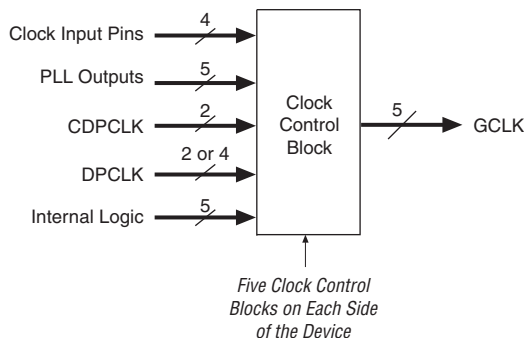 Clock Input Pins
4
PLL Outputs
5
CDPCLK
2
DPCLK
2 or 4
Internal Logic
5
Clock
Control
Block
5
GCLK
Five Clock Control
Blocks on Each Side
of the Device